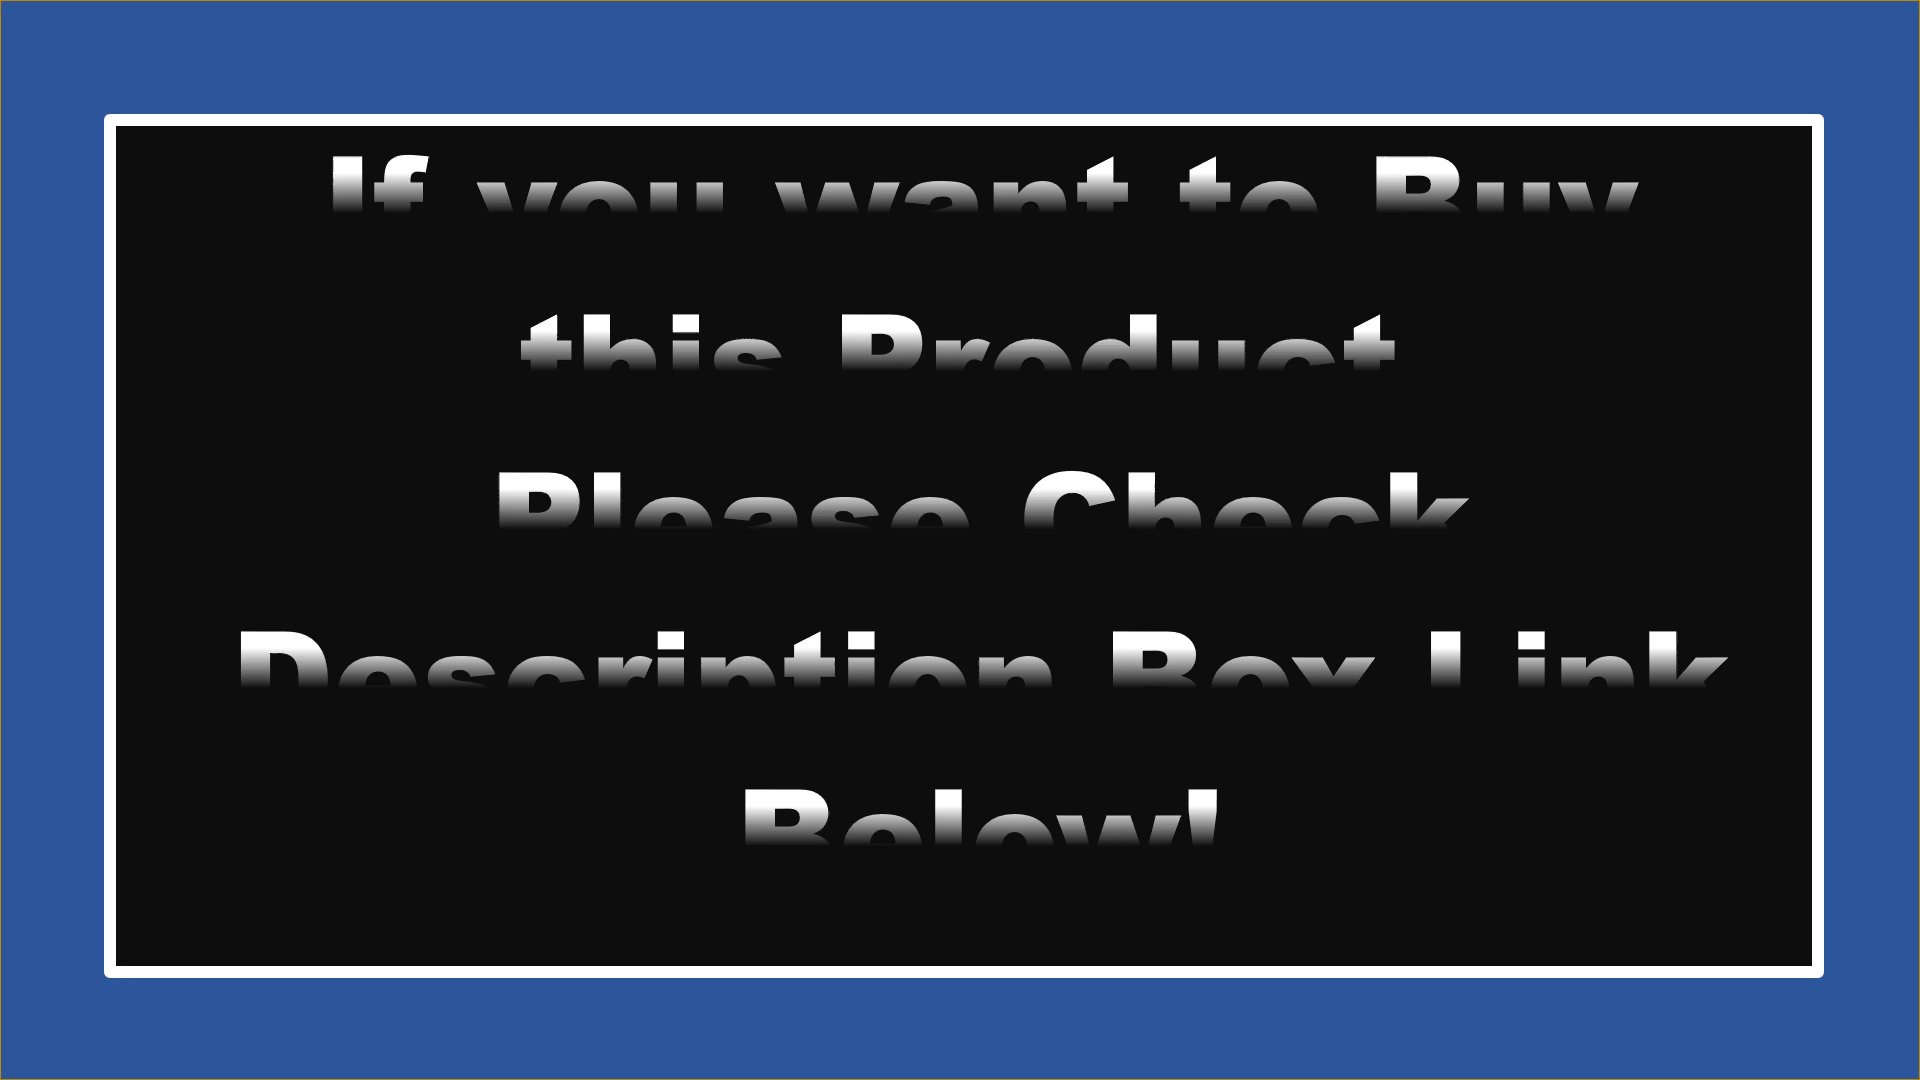 If you want to Buy
this Product
Please Check
Description Box Link
Below!